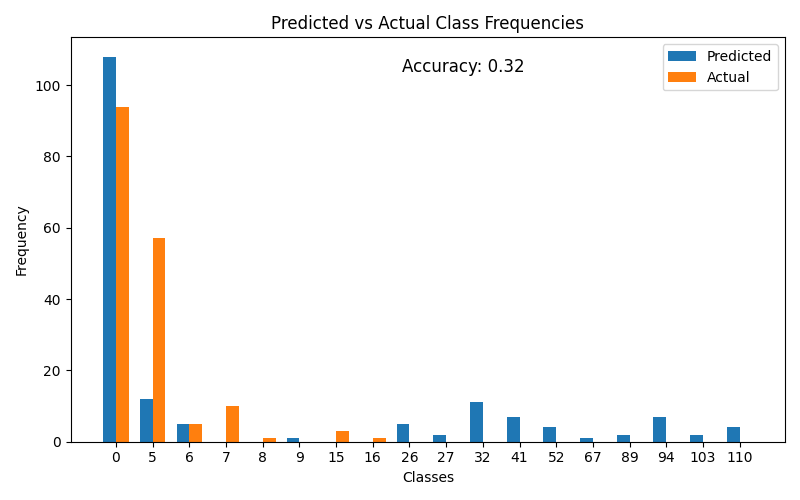 Predicted vs Actual Class Frequencies
Accuracy: 0.32
Predicted
Actual
Frequency
100
80
60
40
20
0
0 5 6 7 8 9 15 16 26 27 32 41 52 67 89 94 103 110
Classes